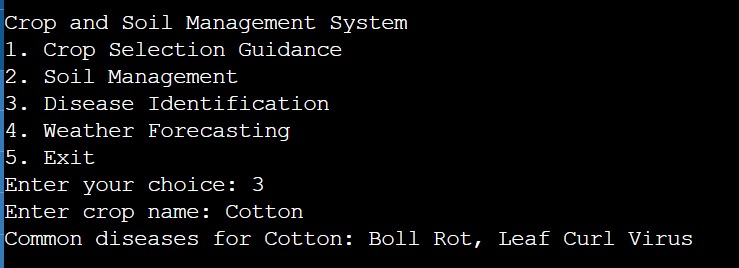 Crop and Soil Management System
1. Crop Selection Guidance
2. Soil Management
3. Disease Identification
4. Weather Forecasting
5. Exit
Enter your choice: 3
Enter crop name: Cotton
Common diseases for Cotton: Boll Rot, Leaf Curl Virus